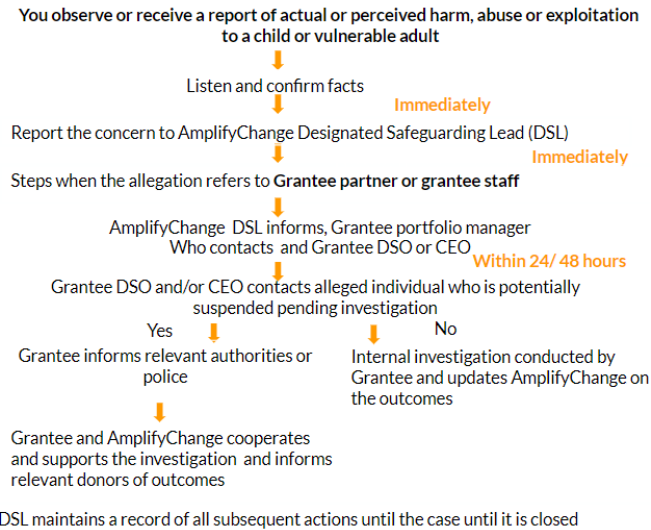 You observe or receive a report of actual or perceived harm, abuse or exploitation
to a child or vulnerable adult
Listen and confirm facts
Immediately
Report the concern to AmplifyChange Designated Safeguarding Lead (DSL)
Immediately
Steps when the allegation refers to Grantee partner or grantee staff
AmplifyChange DSL informs, Grantee portfolio manager
Who contacts and Grantee DSO or CEO
Within 24/ 48 hours
Grantee DSO and/or CEO contacts alleged individual who is potentially
suspended pending investigation
Yes
No
Grantee informs relevant authorities or
police
Internal investigation conducted by
Grantee and updates AmplifyChange on
the outcomes
Grantee and AmplifyChange cooperates
and supports the investigation and informs
relevant donors of outcomes
DSL maintains a record of all subsequent actions until the case until it is closed